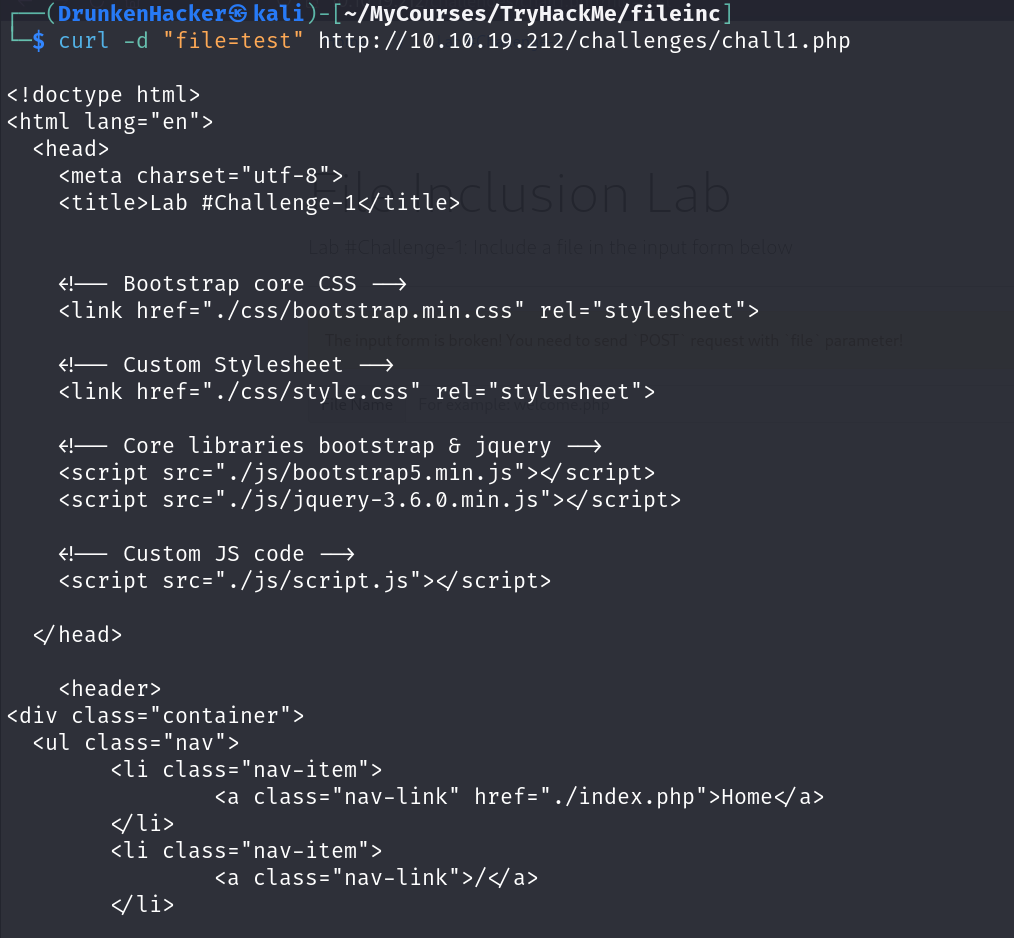 ┌──(DrunkenHacker㉿kali)-[~/MyCourses/TryHackMe/fileinc]
└─$ curl -d "file=test" http://10.10.19.212/challenges/chall1.php
<!doctype html>
<html lang="en">
<head>
<meta charset="utf-8">
File Inclusion Lab
<title>Lab #Challenge-1</title>
Lab #Challenge-1: Include a file in the input form below
<!-- Bootstrap core CSS -->
<link href="./css/bootstrap.min.css" rel="stylesheet">
The input form is broken! You need to send POST request with file parameter!
<!-- Custom Stylesheet -->
<link href="./css/style.css" rel="stylesheet">
File Name For example: welcome.php
<!-- Core libraries bootstrap & jquery -->
<script src="./js/bootstrap5.min.js"></script>
<script src="./js/jquery-3.6.0.min.js"></script>
<!-- Custom JS code -->
<script src="./js/script.js"></script>
</head>
<header>
<div class="container">
<ul class="nav">
<li class="nav-item">
<a class="nav-link" href="./index.php">Home</a>
</li>
<li class="nav-item">
<a class="nav-link">/</a>
</li>